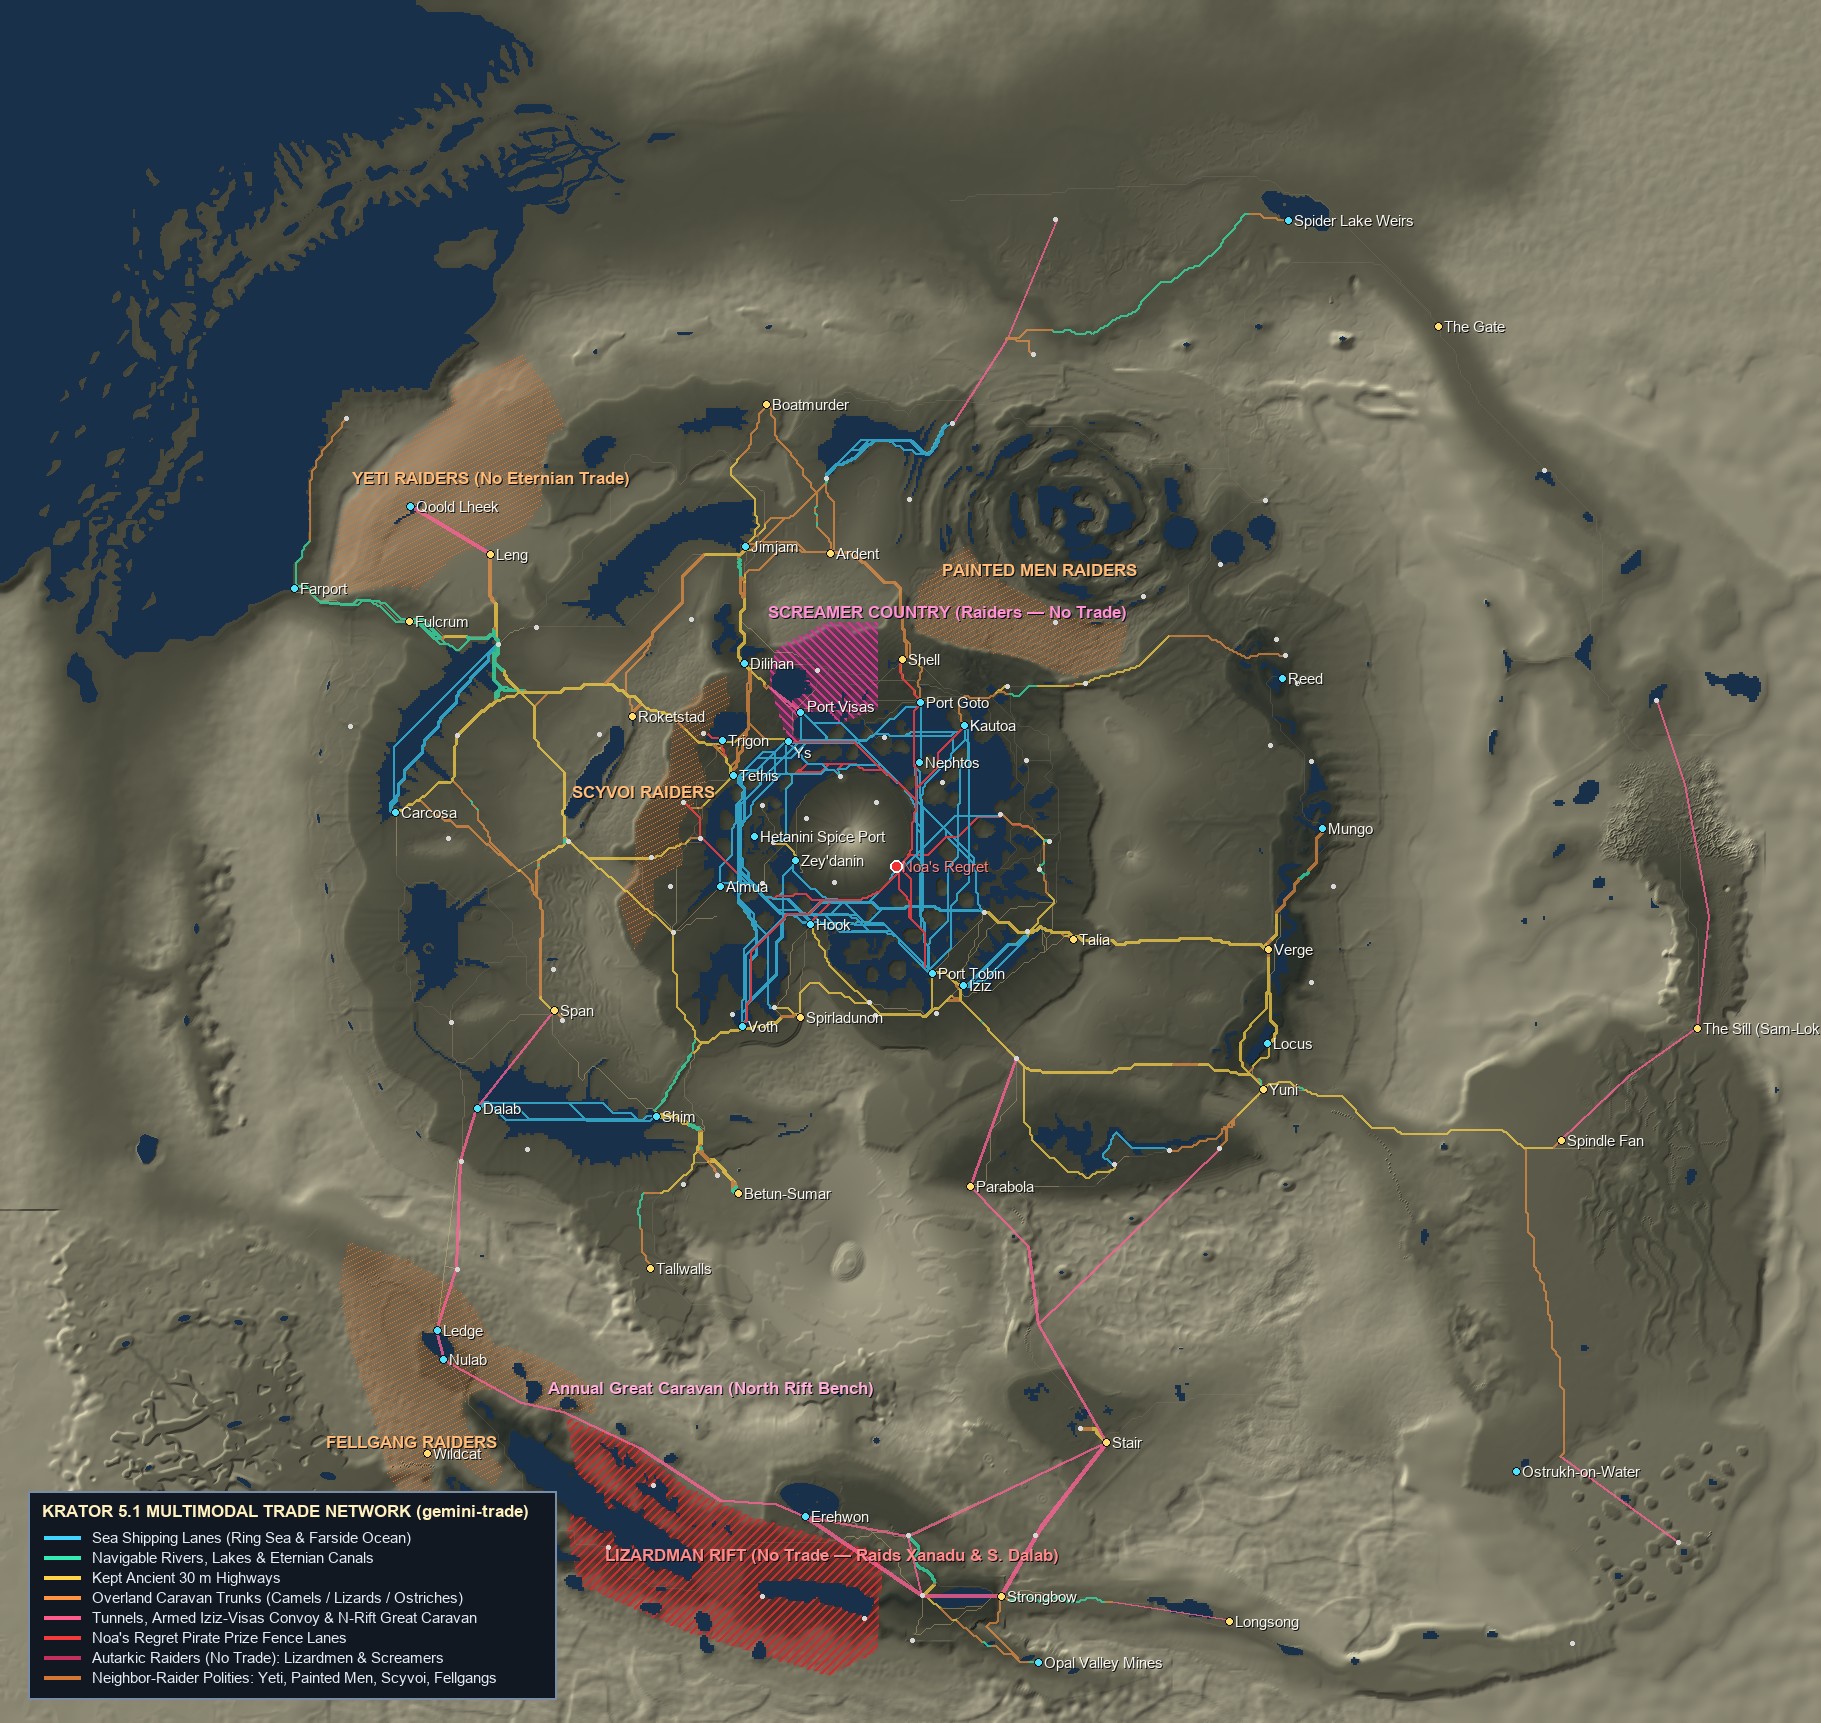 Spider Lake Weirs
The Gate
Boatmurder
YETI RAIDERS (No Eternian Trade)
Qoold Lheek
Leng
Jimjam
Ardent
PAINTED MEN RAIDERS
Farport
Fulcrum
SCREAMER COUNTRY (Raiders — No Trade)
Dilihan
Shell
Reed
Port Visas
Port Goto
Roketstad
Kautoa
Trigon
Ys
Nephtos
Tethis
SCYVOI RAIDERS
Carcosa
Mungo
Hetanini Spice Port
Zey'danin
Noa's Regret
Almua
Hook
Talia
Verge
Port Tobin
Iziz
Span
Spirladunon
Voth
The Sill (Sam-Lok
Locus
Yuni
Dalab
Shim
Spindle Fan
Parabola
Betun-Sumar
Tallwalls
Ledge
Nulab
Annual Great Caravan (North Rift Bench)
FELLGANG RAIDERS
Wildcat
Stair
Ostrukh-on-Water
Erehwon
LIZARDMAN RIFT (No Trade — Raids Xanadu & S. Dalab)
Strongbow
Longsong
Opal Valley Mines
KRATOR 5.1 MULTIMODAL TRADE NETWORK (gemini-trade)
Sea Shipping Lanes (Ring Sea & Farside Ocean)
Navigable Rivers, Lakes & Eternian Canals
Kept Ancient 30 m Highways
Overland Caravan Trunks (Camels / Lizards / Ostriches)
Tunnels, Armed Iziz-Visas Convoy & N-Rift Great Caravan
Noa's Regret Pirate Prize Fence Lanes
Autarkic Raiders (No Trade): Lizardmen & Screamers
Neighbor-Raider Polities: Yeti, Painted Men, Scyvoi, Fellgangs